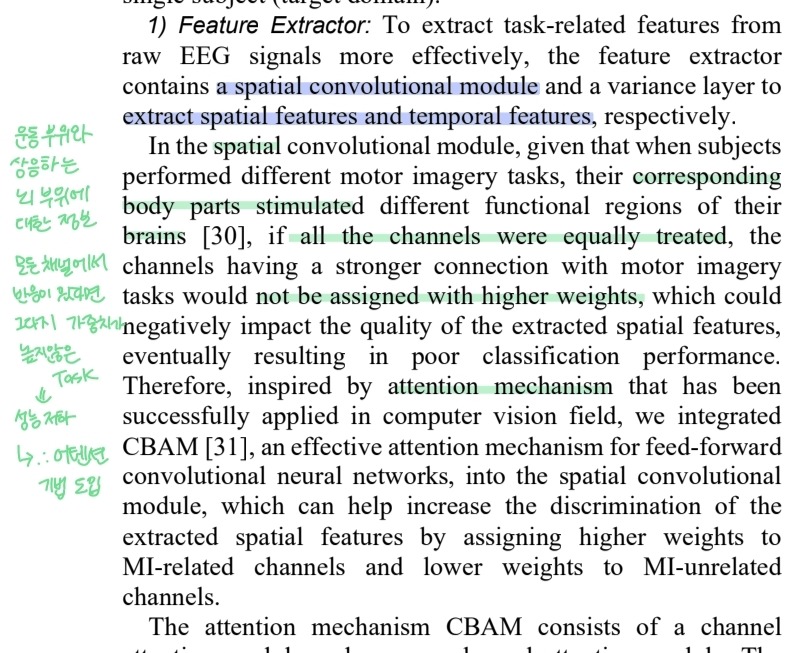 single subject (target domain).
1) Feature Extractor: To extract task-related features from
raw EEG signals more effectively, the feature extractor
contains a spatial convolutional module and a variance layer to
extract spatial features and temporal features, respectively.
In the spatial convolutional module, given that when subjects
performed different motor imagery tasks, their corresponding
body parts stimulated different functional regions of their
brains [30], if all the channels were equally treated, the
channels having a stronger connection with motor imagery
tasks would not be assigned with higher weights, which could
negatively impact the quality of the extracted spatial features,
eventually resulting in poor classification performance.
Therefore, inspired by attention mechanism that has been
successfully applied in computer vision field, we integrated
CBAM [31], an effective attention mechanism for feed-forward
convolutional neural networks, into the spatial convolutional
module, which can help increase the discrimination of the
extracted spatial features by assigning higher weights to
MI-related channels and lower weights to MI-unrelated
channels.
The attention mechanism CBAM consists of a channel
운동 부위와
상응하는
뇌 부위에
대한 정보
모든 채널에서
반응이 된다면
그다지 가중치가
높지않은
Task
↓
성능 저하
↳ ∴ 어텐션
기법 도입